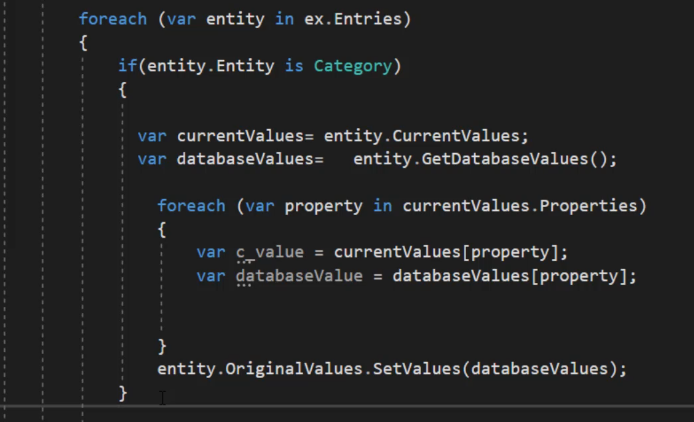 foreach (var entity in ex.Entries)
{
if(entity.Entity is Category)
{
var currentValues= entity.CurrentValues;
var databaseValues=   entity.GetDatabaseValues();
foreach (var property in currentValues.Properties)
{
var c_value = currentValues[property];
var databaseValue = databaseValues[property];
}
entity.OriginalValues.SetValues(databaseValues);
}